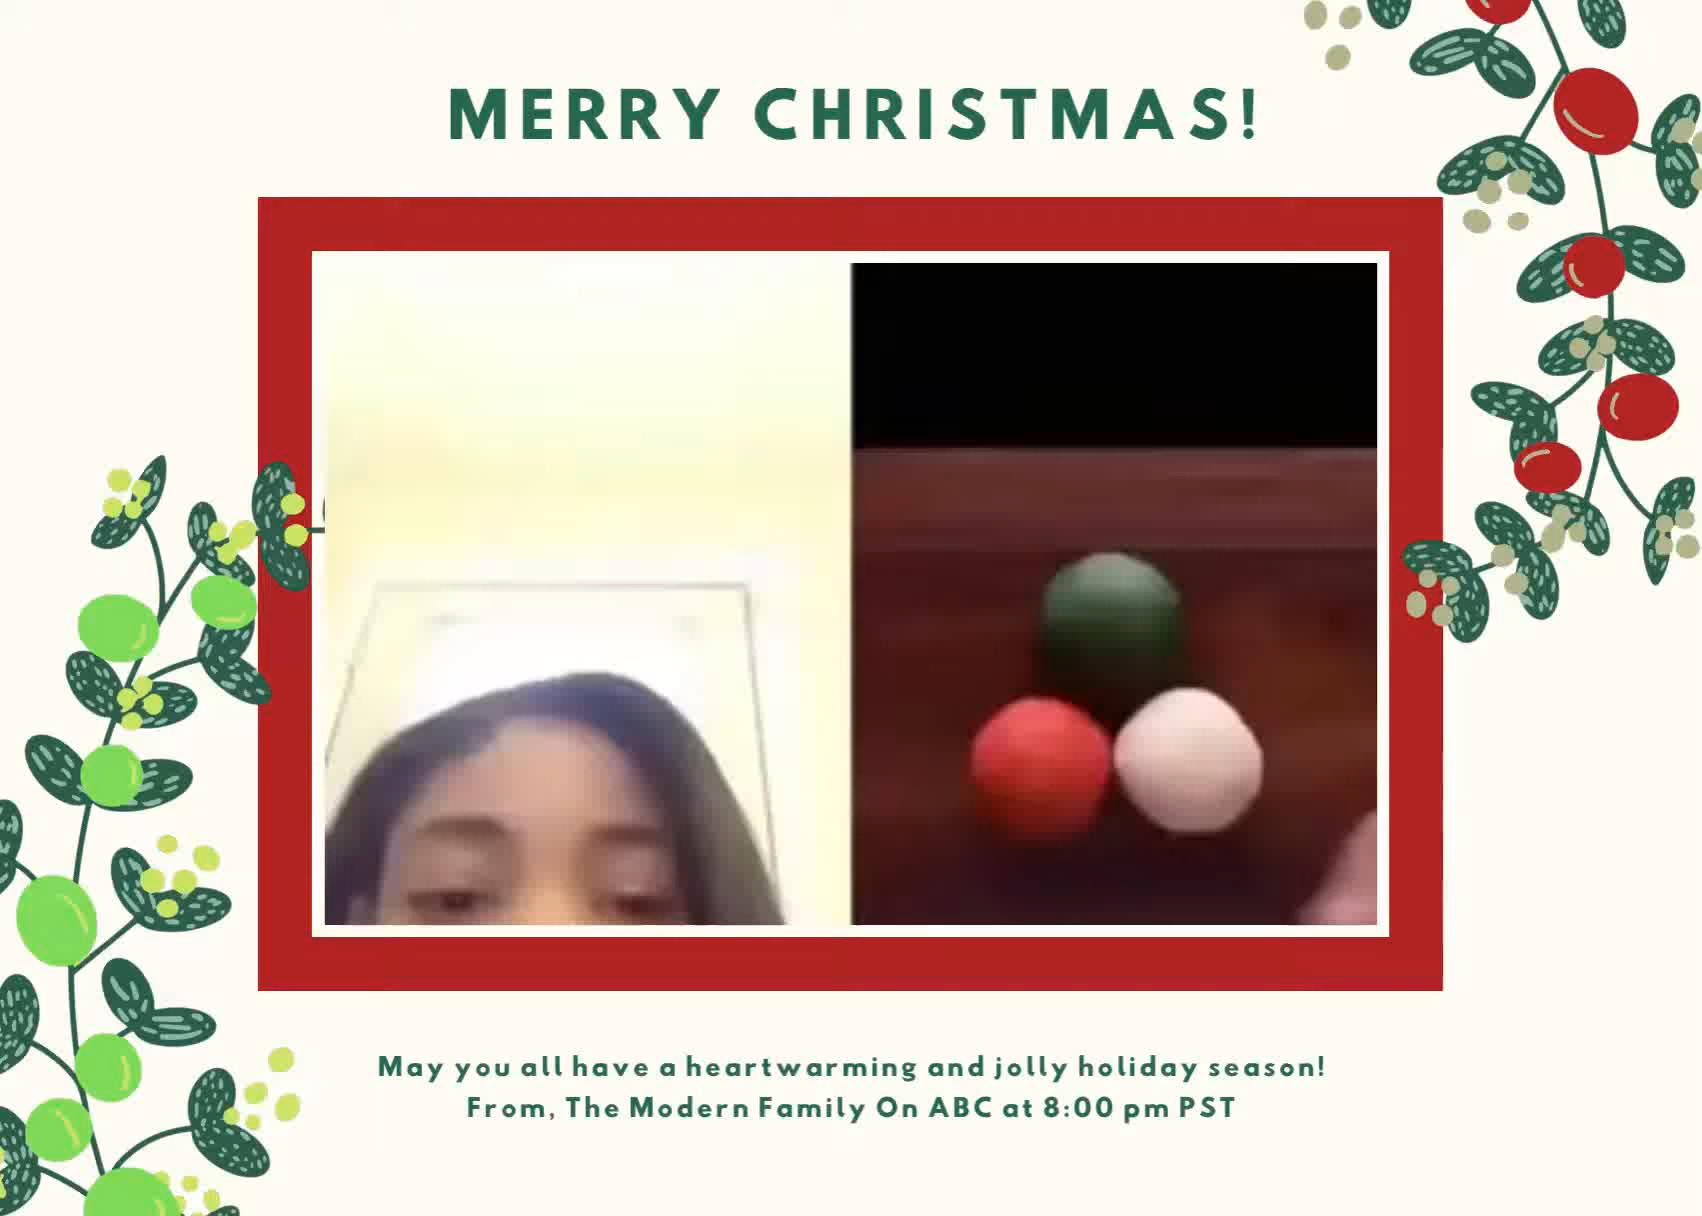 MERRY CHRISTMAS!
May you all have a heartwarming and jolly holiday season!
From, The Modern Family On ABC at 8:00 pm PST